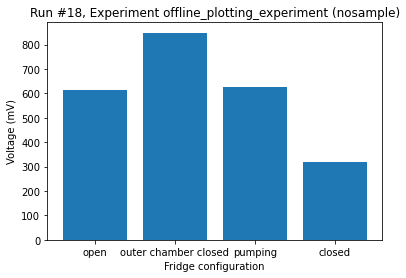 Run #18, Experiment offline_plotting_experiment (nosample)
800
700
600
500
400
300
200
100
0
Voltage (mV)
open outer chamber closed pumping closed
Fridge configuration